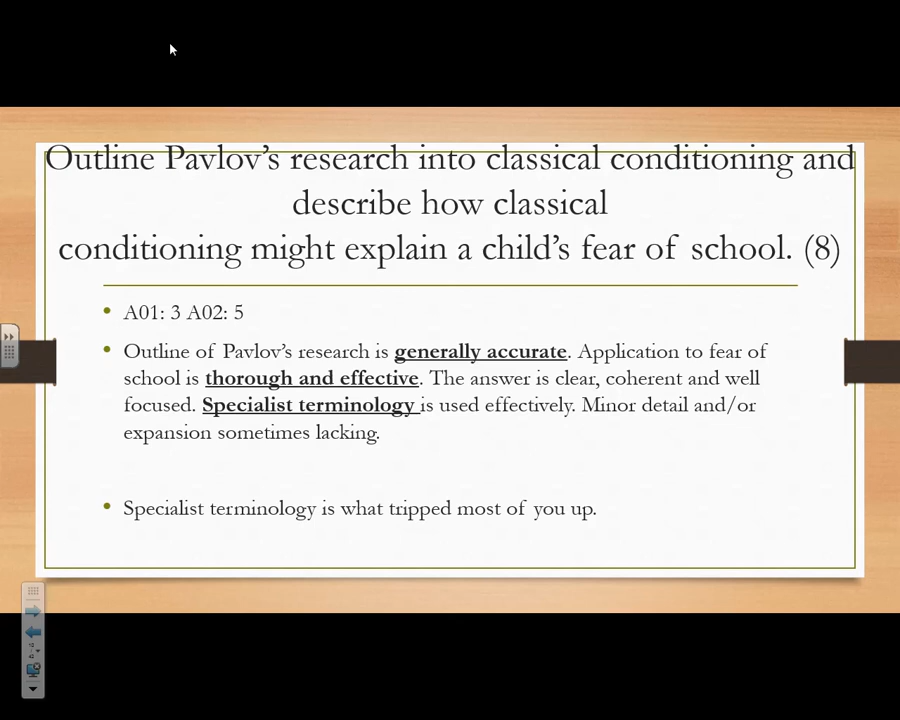 Outline Pavlov’s research into classical conditioning and
describe how classical
conditioning might explain a child’s fear of school. (8)
• A01: 3 A02: 5
• Outline of Pavlov’s research is generally accurate. Application to fear of
school is thorough and effective. The answer is clear, coherent and well
focused. Specialist terminology is used effectively. Minor detail and/or
expansion sometimes lacking.
• Specialist terminology is what tripped most of you up.